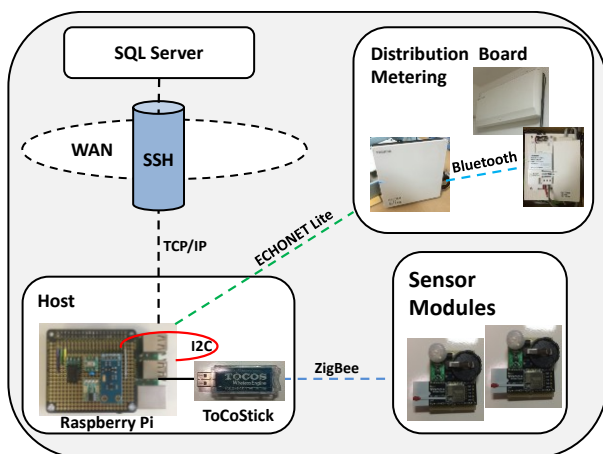 SQL Server
Distribution Board
Metering
WAN
SSH
Bluetooth
TCP/IP
ECHONET Lite
Host
Sensor
Modules
I2C
TOCOS
ZigBee
Raspberry Pi
ToCoStick